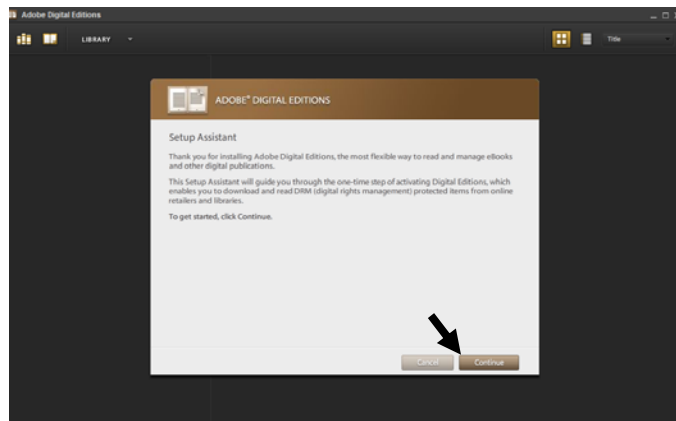 Adobe Digital Editions
LIBRARY
Title
ADOBE® DIGITAL EDITIONS
Setup Assistant
Thank you for installing Adobe Digital Editions, the most flexible way to read and manage eBooks
and other digital publications.
This Setup Assistant will guide you through the one-time step of activating Digital Editions, which
enables you to download and read DRM (digital rights management) protected items from online
retailers and libraries.
To get started, click Continue.
Cancel Continue